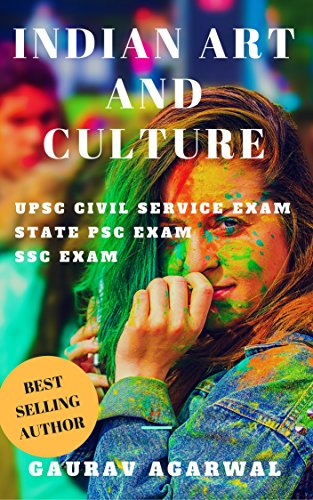 INDIAN ART
AND
CULTURE
UPSC CIVIL SERVICE EXAM
STATE PSC EXAM
SSC EXAM
BEST
SELLING
AUTHOR
GAURAV AGARWAL